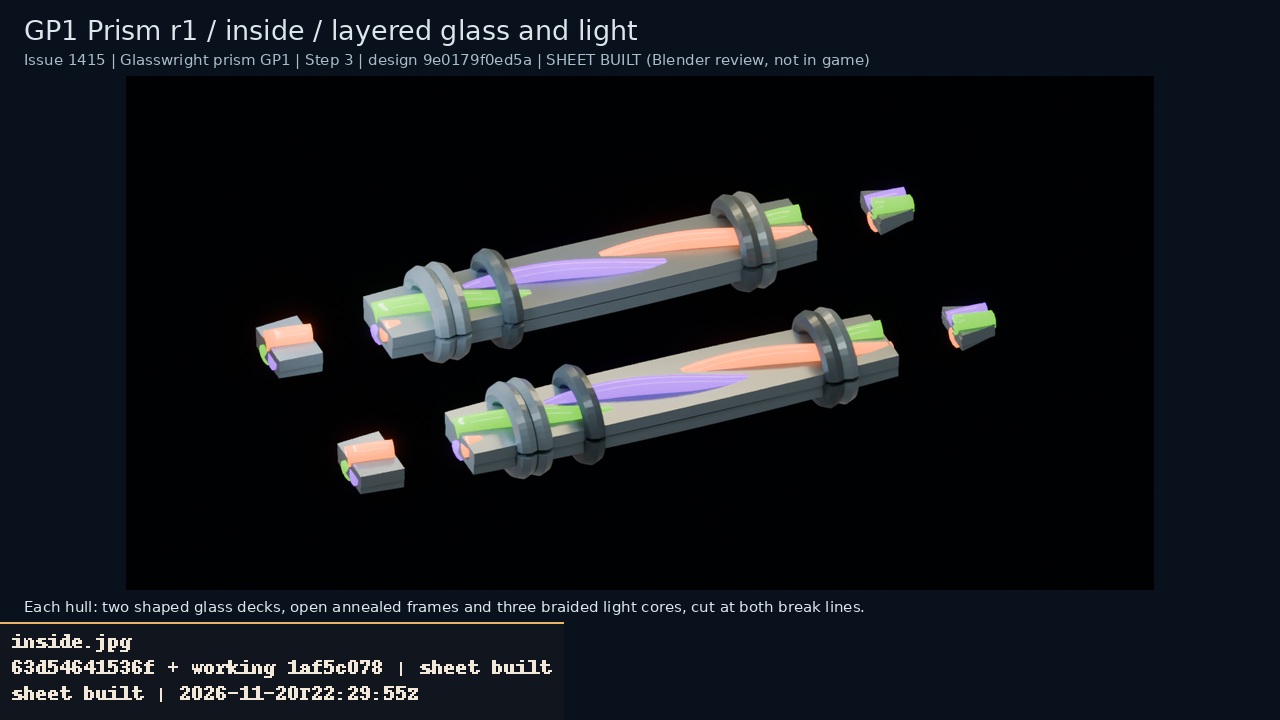 GP1 Prism r1 / inside / layered glass and light
Issue 1415 | Glasswright prism GP1 | Step 3 | design 9e0179f0ed5a | SHEET BUILT (Blender review, not in game)
Each hull: two shaped glass decks, open annealed frames and three braided light cores, cut at both break lines.
inside.jpg
63d54641536f + working 1af5c078 | sheet built
sheet built | 2026-11-20T22:29:55Z